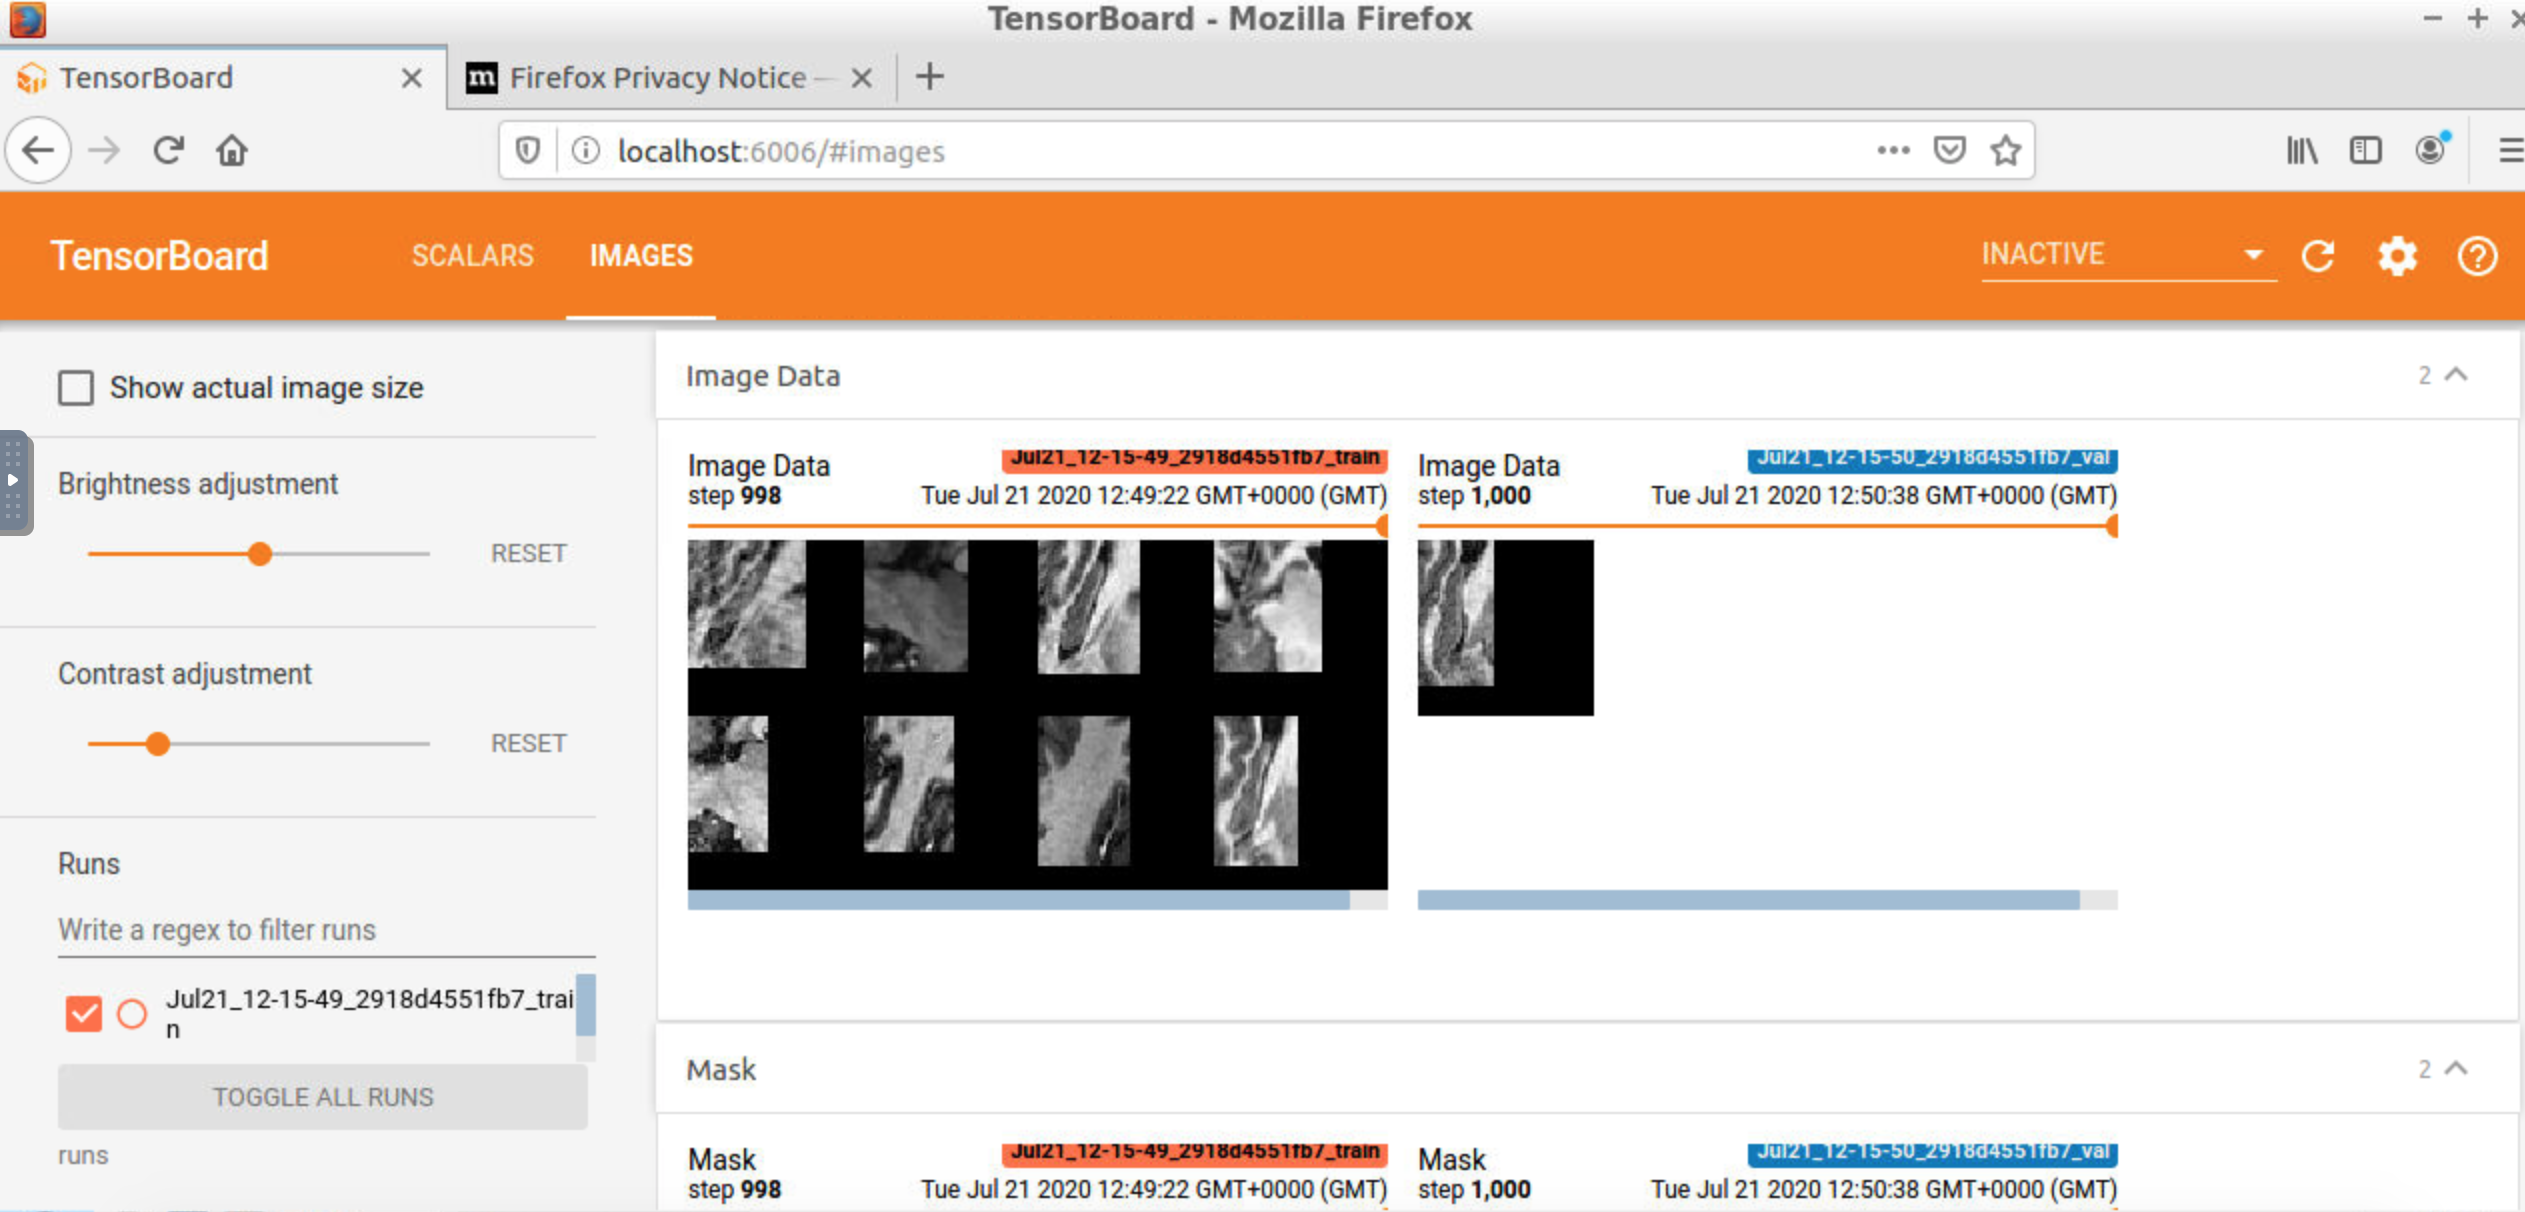 TensorBoard - Mozilla Firefox
TensorBoard
Firefox Privacy Notice —
localhost:6006/#images
TensorBoard SCALARS IMAGES INACTIVE
Show actual image size
Brightness adjustment
RESET
Contrast adjustment
RESET
Runs
Write a regex to filter runs
Jul21_12-15-49_2918d4551fb7_trai
n
TOGGLE ALL RUNS
runs
Image Data 2
Image Data Jul21_12-15-49_2918d4551fb7_train
step 998 Tue Jul 21 2020 12:49:22 GMT+0000 (GMT)
Image Data Jul21_12-15-50_2918d4551fb7_val
step 1,000 Tue Jul 21 2020 12:50:38 GMT+0000 (GMT)
Mask 2
Mask Jul21_12-15-49_2918d4551fb7_train
step 998 Tue Jul 21 2020 12:49:22 GMT+0000 (GMT)
Mask Jul21_12-15-50_2918d4551fb7_val
step 1,000 Tue Jul 21 2020 12:50:38 GMT+0000 (GMT)